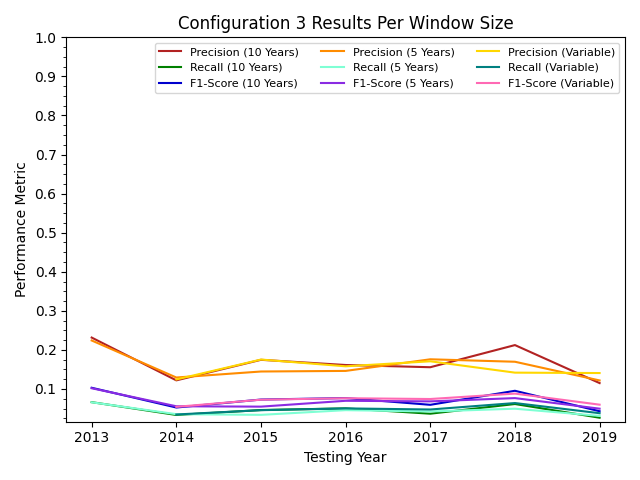 Configuration 3 Results Per Window Size
Precision (10 Years) Precision (5 Years) Precision (Variable)
Recall (10 Years) Recall (5 Years) Recall (Variable)
F1-Score (10 Years) F1-Score (5 Years) F1-Score (Variable)
Performance Metric
1.0
0.9
0.8
0.7
0.6
0.5
0.4
0.3
0.2
0.1
2013 2014 2015 2016 2017 2018 2019
Testing Year